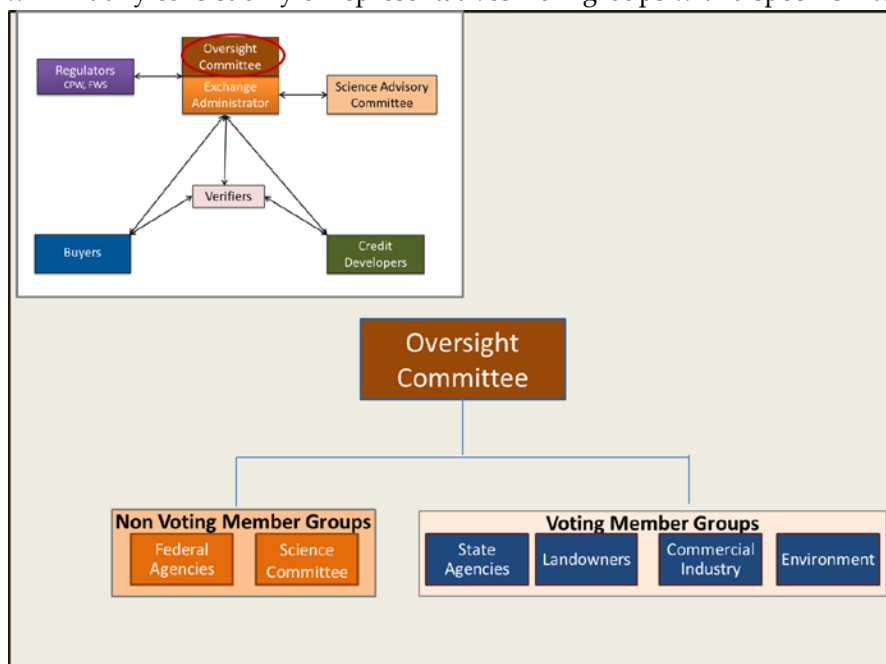 Oversight
Committee
Regulators
CPW, FWS
Exchange
Administrator
Science Advisory
Committee
Verifiers
Buyers
Credit
Developers
Oversight
Committee
Non Voting Member Groups
Federal
Agencies
Science
Committee
Voting Member Groups
State
Agencies
Landowners
Commercial
Industry
Environment